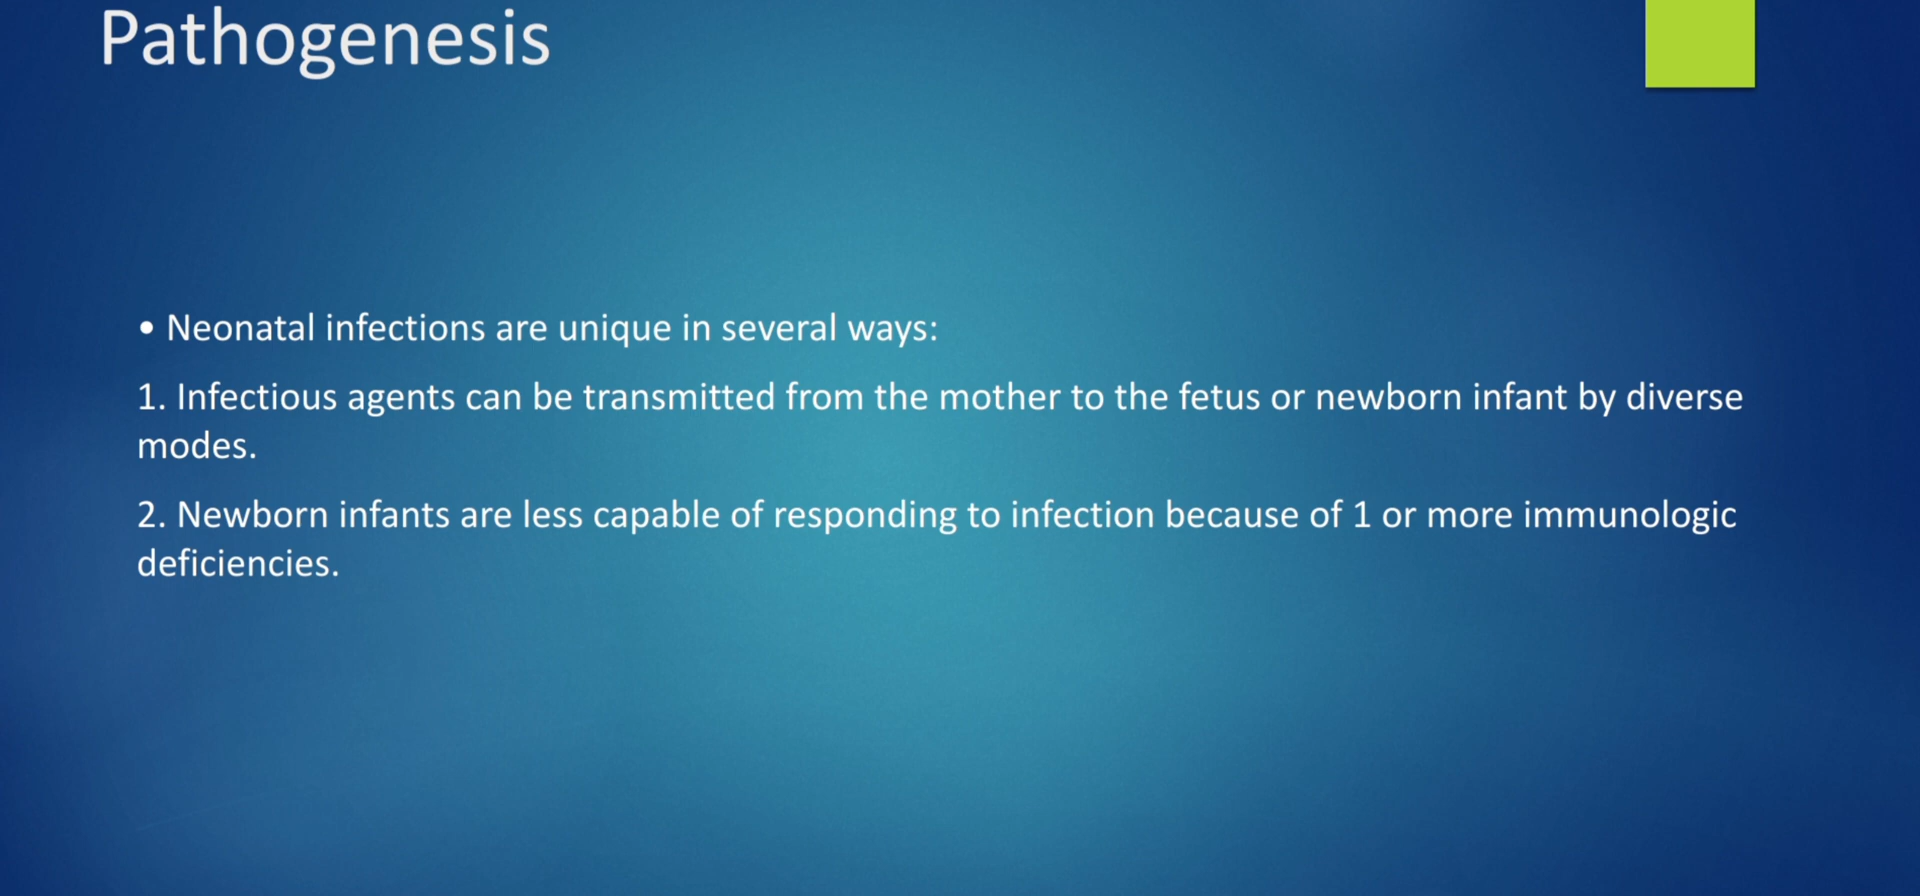 Pathogenesis
• Neonatal infections are unique in several ways:
1. Infectious agents can be transmitted from the mother to the fetus or newborn infant by diverse
modes.
2. Newborn infants are less capable of responding to infection because of 1 or more immunologic
deficiencies.